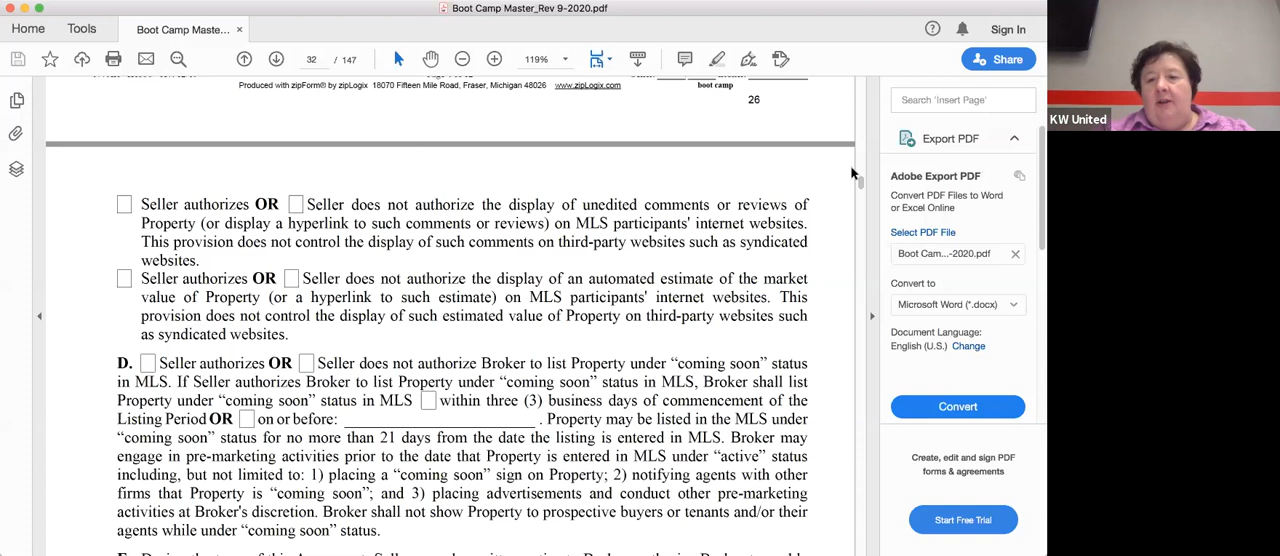 Boot Camp Master_Rev 9-2020.pdf
Home Tools Boot Camp Maste... × Sign In
32 / 147 119% Share
Produced with zipForm® by zipLogix 18070 Fifteen Mile Road, Fraser, Michigan 48026 www.zipLogix.com boot camp
26
Seller authorizes OR Seller does not authorize the display of unedited comments or reviews of
Property (or display a hyperlink to such comments or reviews) on MLS participants' internet websites.
This provision does not control the display of such comments on third-party websites such as syndicated
websites.
Seller authorizes OR Seller does not authorize the display of an automated estimate of the market
value of Property (or a hyperlink to such estimate) on MLS participants' internet websites. This
provision does not control the display of such estimated value of Property on third-party websites such
as syndicated websites.
D. Seller authorizes OR Seller does not authorize Broker to list Property under “coming soon” status
in MLS. If Seller authorizes Broker to list Property under “coming soon” status in MLS, Broker shall list
Property under “coming soon” status in MLS within three (3) business days of commencement of the
Listing Period OR on or before: . Property may be listed in the MLS under
“coming soon” status for no more than 21 days from the date the listing is entered in MLS. Broker may
engage in pre-marketing activities prior to the date that Property is entered in MLS under “active” status
including, but not limited to: 1) placing a “coming soon” sign on Property; 2) notifying agents with other
firms that Property is “coming soon”; and 3) placing advertisements and conduct other pre-marketing
activities at Broker's discretion. Broker shall not show Property to prospective buyers or tenants and/or their
agents while under “coming soon” status.
Search 'Insert Page'
Export PDF
Adobe Export PDF
Convert PDF Files to Word
or Excel Online
Select PDF File
Boot Cam...-2020.pdf ×
Convert to
Microsoft Word (*.docx)
Document Language:
English (U.S.) Change
Convert
Create, edit and sign PDF
forms & agreements
Start Free Trial
KW United